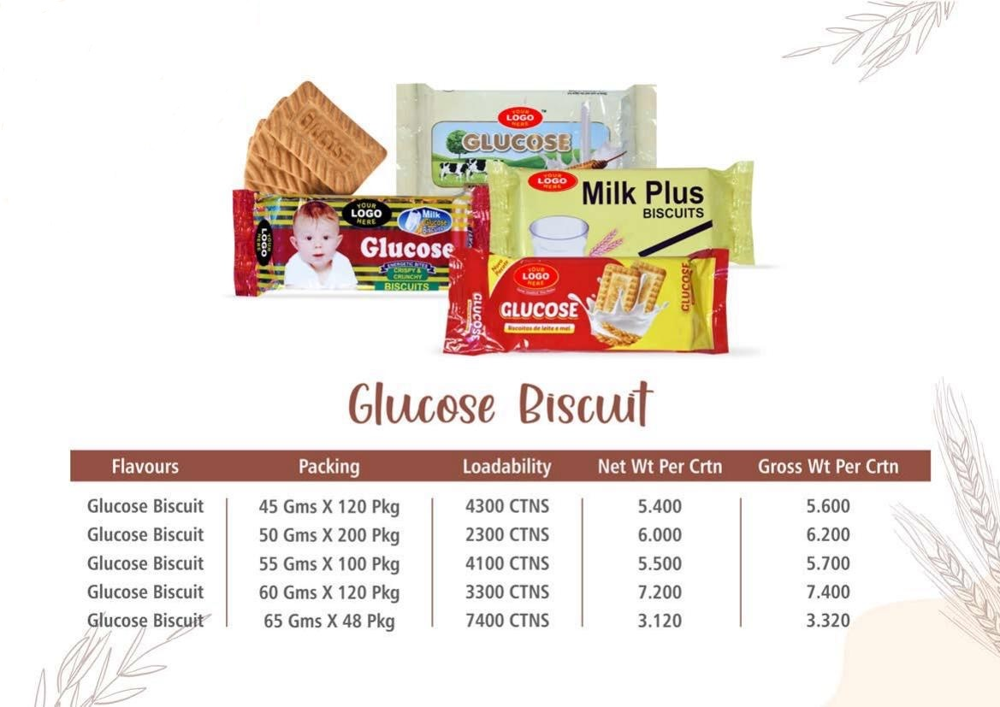 GLUCOSE
YOUR
LOGO
HERE
™
GLUCOSE
YOUR
LOGO
HERE
Milk Plus
BISCUITS
YOUR
LOGO
HERE
YOUR
LOGO
HERE
Milk
Glucose
Biscuits
Glucose
ENERGETIC BITES
CRISPY &
CRUNCHY
BISCUITS
YOUR
LOGO
HERE
GLUCOSE
Biscoitos de leite e mel
GLUCOSE
GLUCOSE
Glucose Biscuit
Flavours Packing Loadability Net Wt Per Crtn Gross Wt Per Crtn
Glucose Biscuit 45 Gms X 120 Pkg 4300 CTNS 5.400 5.600
Glucose Biscuit 50 Gms X 200 Pkg 2300 CTNS 6.000 6.200
Glucose Biscuit 55 Gms X 100 Pkg 4100 CTNS 5.500 5.700
Glucose Biscuit 60 Gms X 120 Pkg 3300 CTNS 7.200 7.400
Glucose Biscuit 65 Gms X 48 Pkg 7400 CTNS 3.120 3.320